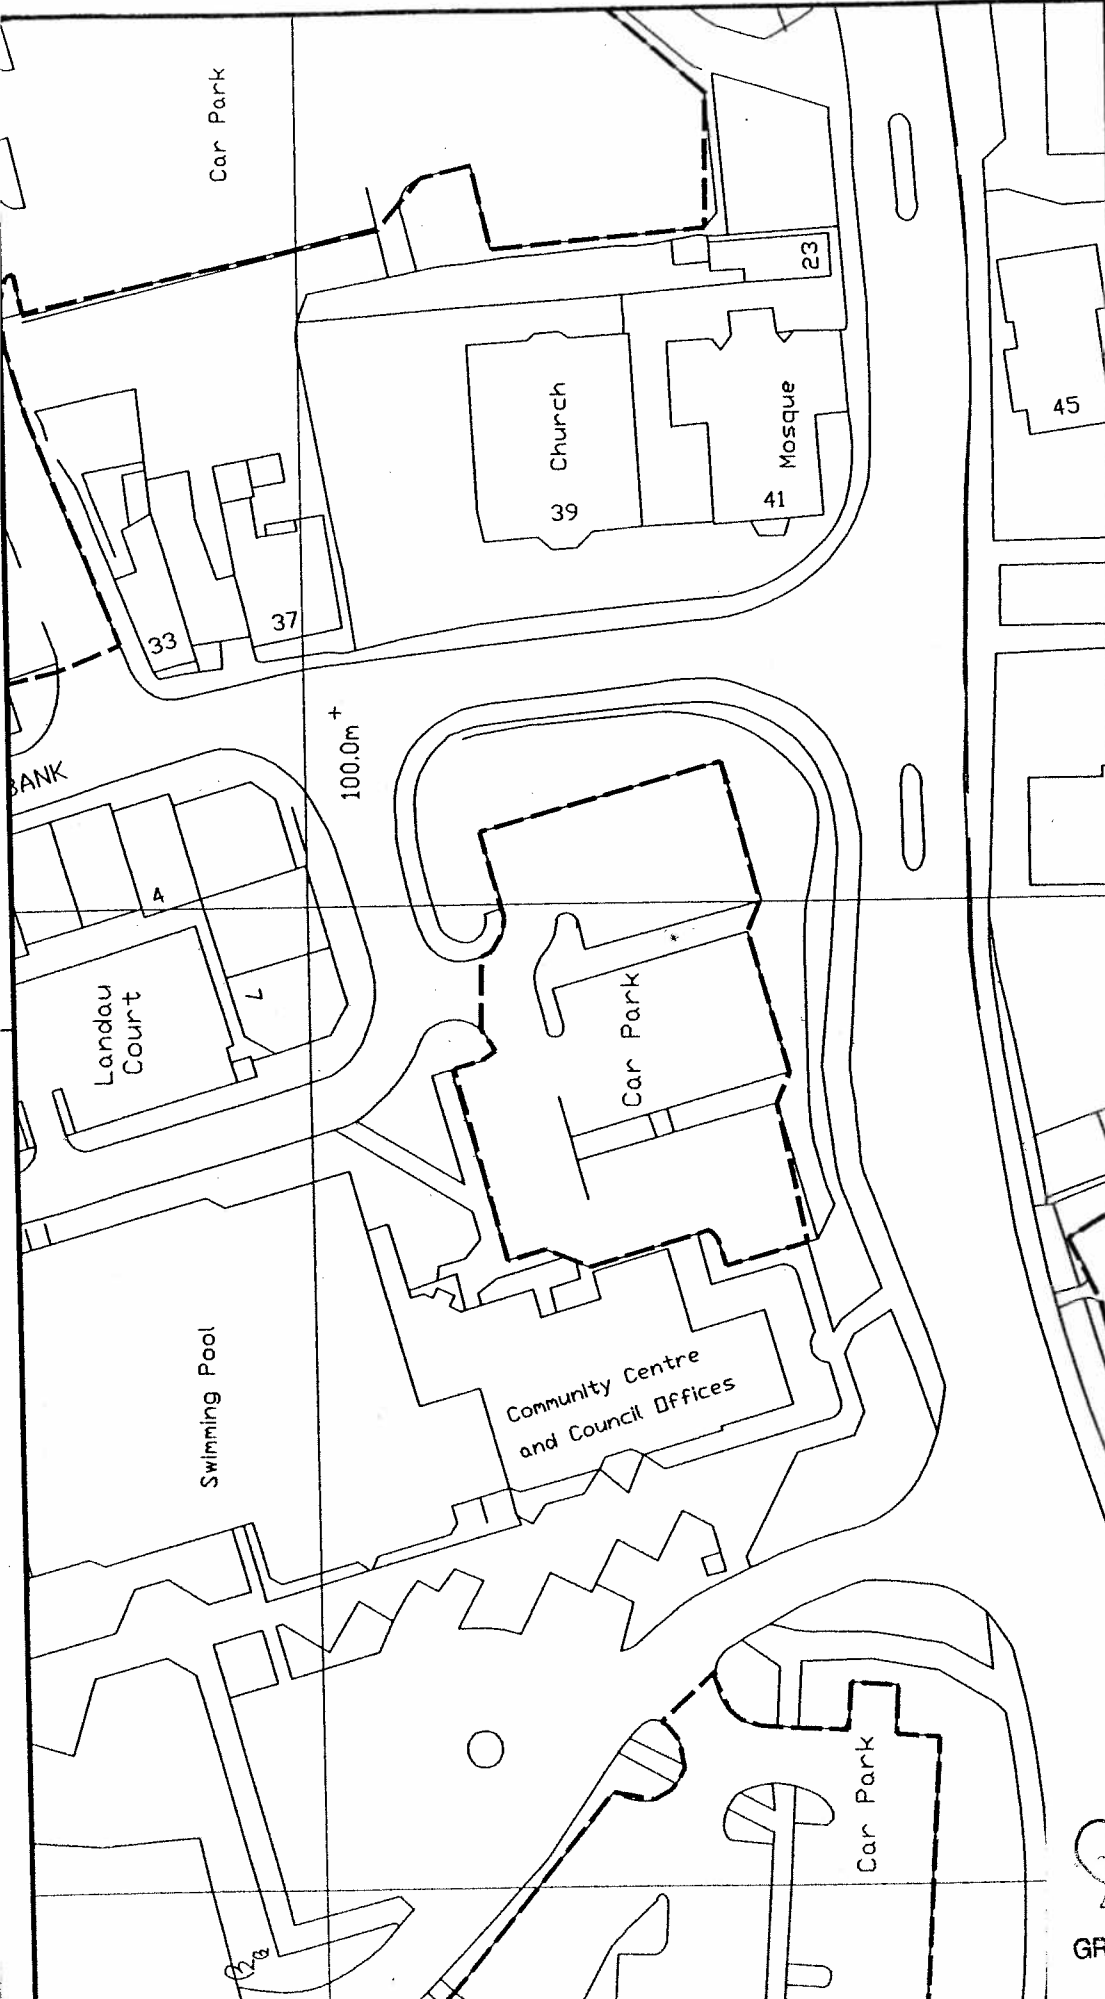 Car Park
23
Church
39
Mosque
41
45
33
37
100.0m
BANK
4
Landau
Court
7
Car Park
Swimming Pool
Community Centre
and Council Offices
Car Park
GR